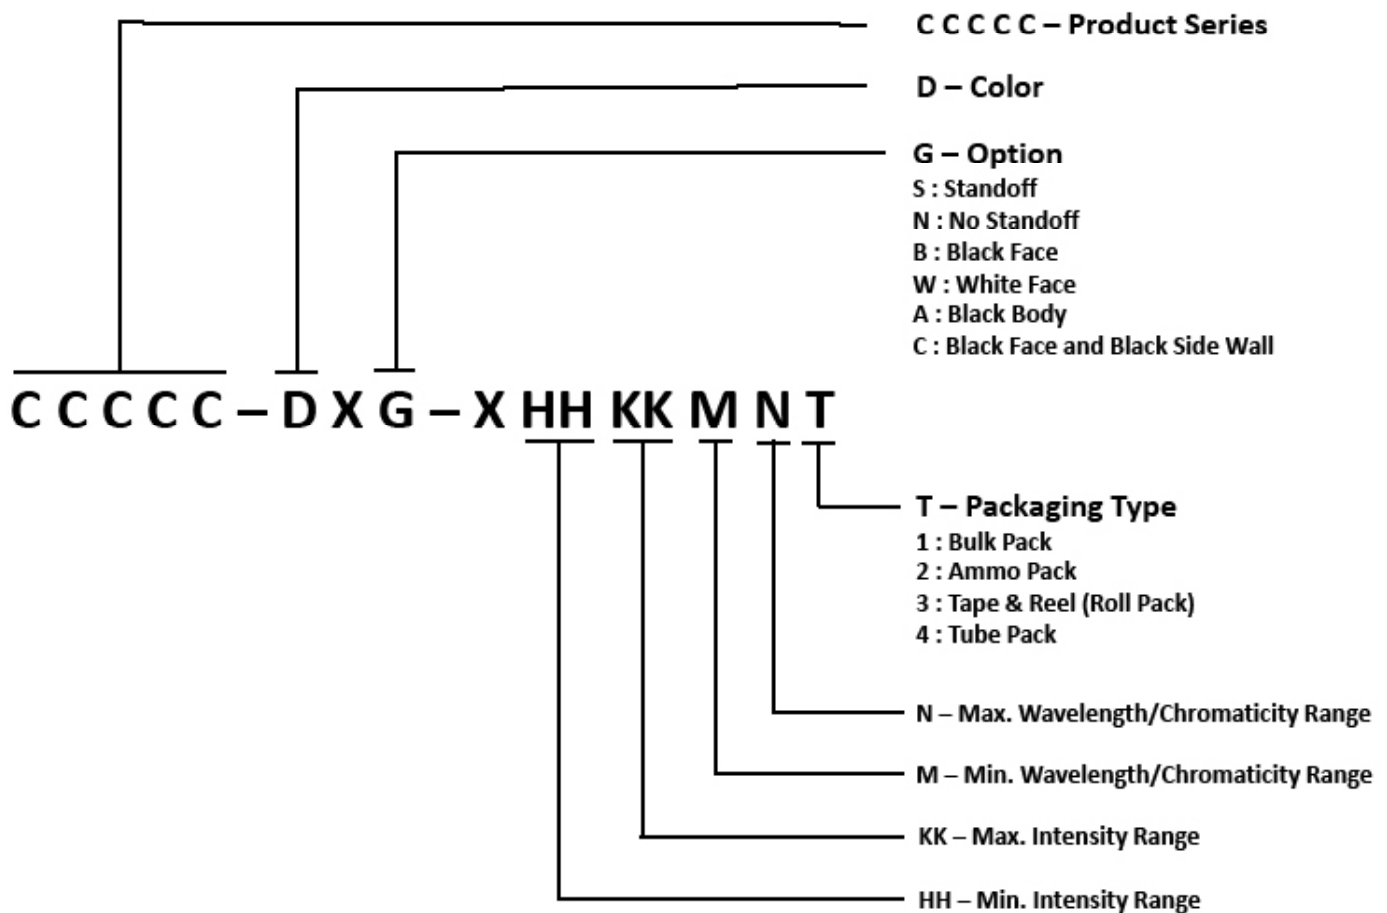 C C C C C – Product Series
D – Color
G – Option
S : Standoff
N : No Standoff
B : Black Face
W : White Face
A : Black Body
C : Black Face and Black Side Wall
C C C C C – D X G – X HH KK M N T
T – Packaging Type
1 : Bulk Pack
2 : Ammo Pack
3 : Tape & Reel (Roll Pack)
4 : Tube Pack
N – Max. Wavelength/Chromaticity Range
M – Min. Wavelength/Chromaticity Range
KK – Max. Intensity Range
HH – Min. Intensity Range